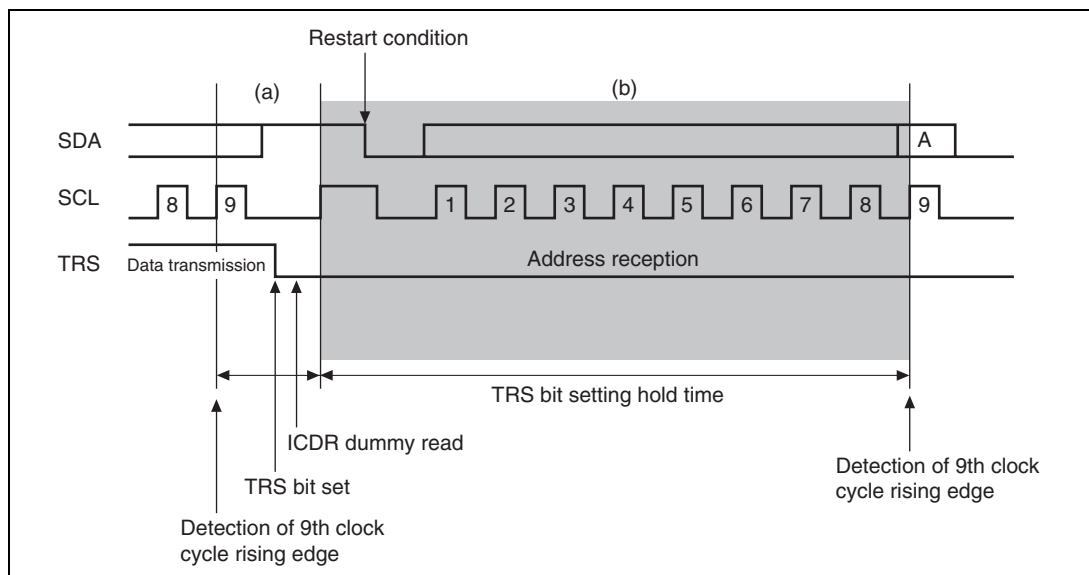 Restart condition
(a)
(b)
SDA
A
SCL
8
9
1
2
3
4
5
6
7
8
9
TRS
Data transmission
Address reception
TRS bit setting hold time
ICDR dummy read
TRS bit set
Detection of 9th clock
cycle rising edge
Detection of 9th clock
cycle rising edge